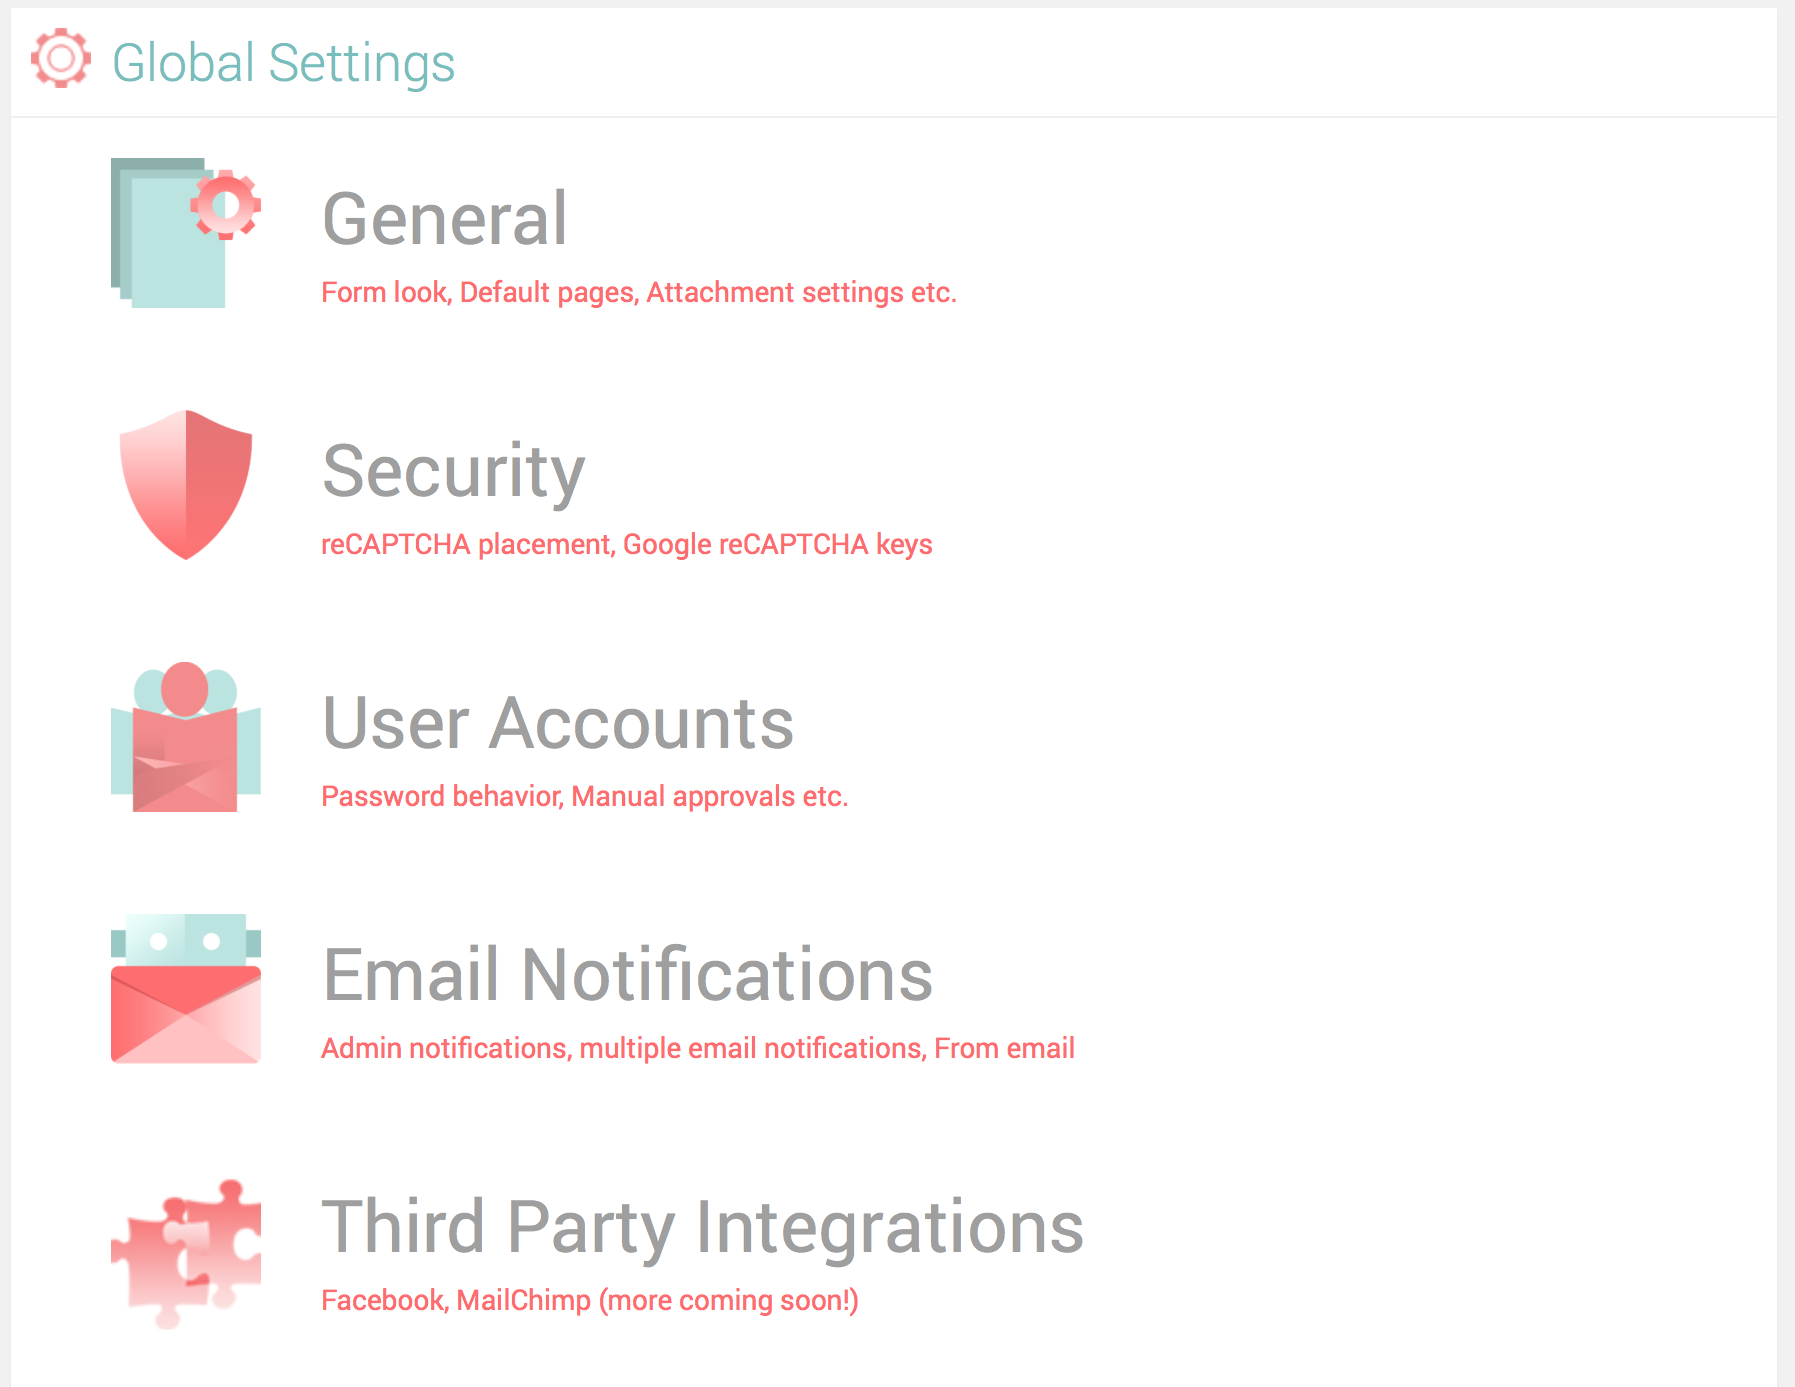 Global Settings
General
Form look, Default pages, Attachment settings etc.
Security
reCAPTCHA placement, Google reCAPTCHA keys
User Accounts
Password behavior, Manual approvals etc.
Email Notifications
Admin notifications, multiple email notifications, From email
Third Party Integrations
Facebook, MailChimp (more coming soon!)